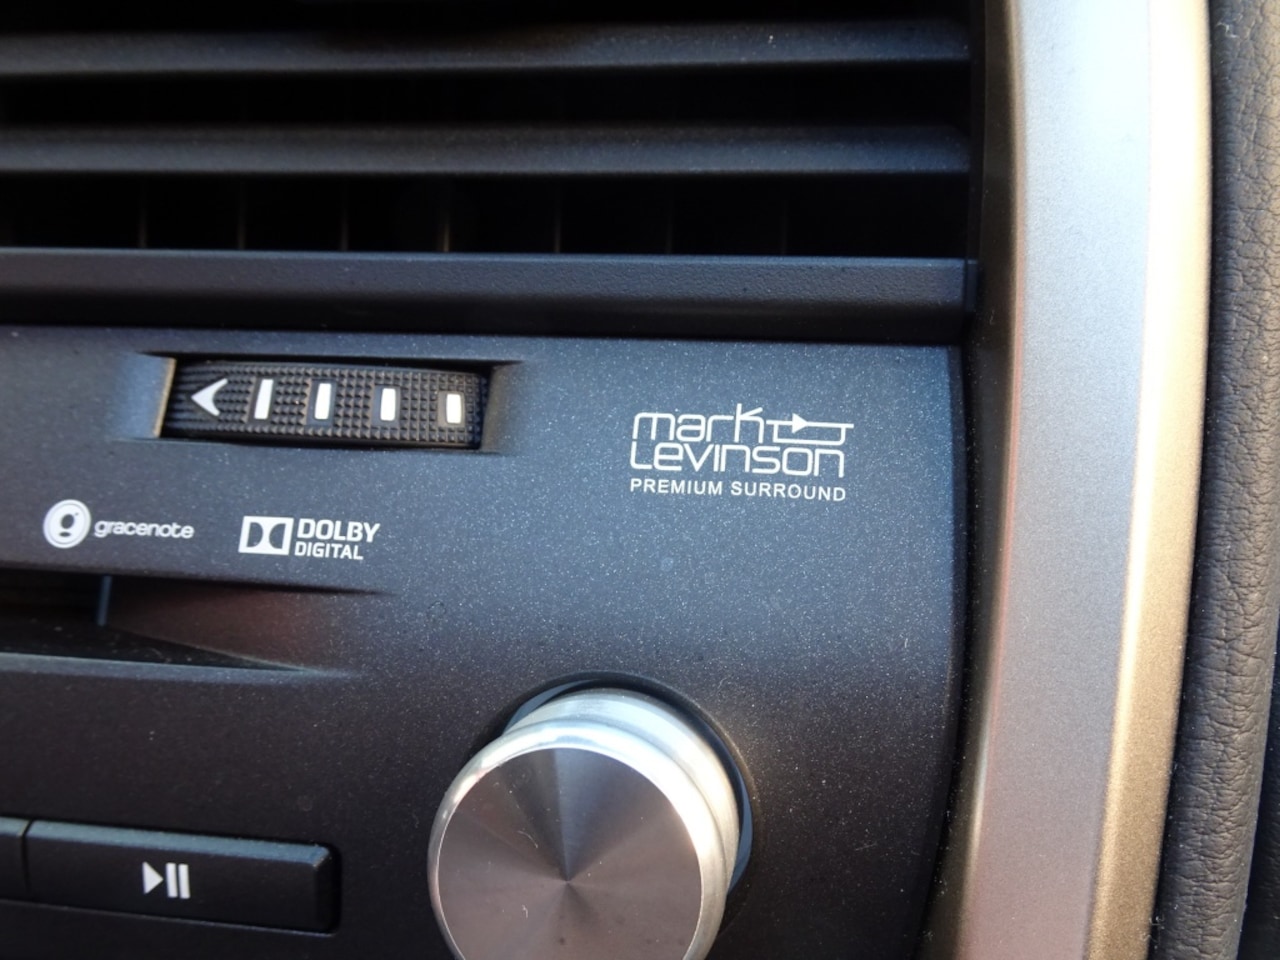 mark
Levinson
PREMIUM SURROUND
gracenote
DOLBY
DIGITAL